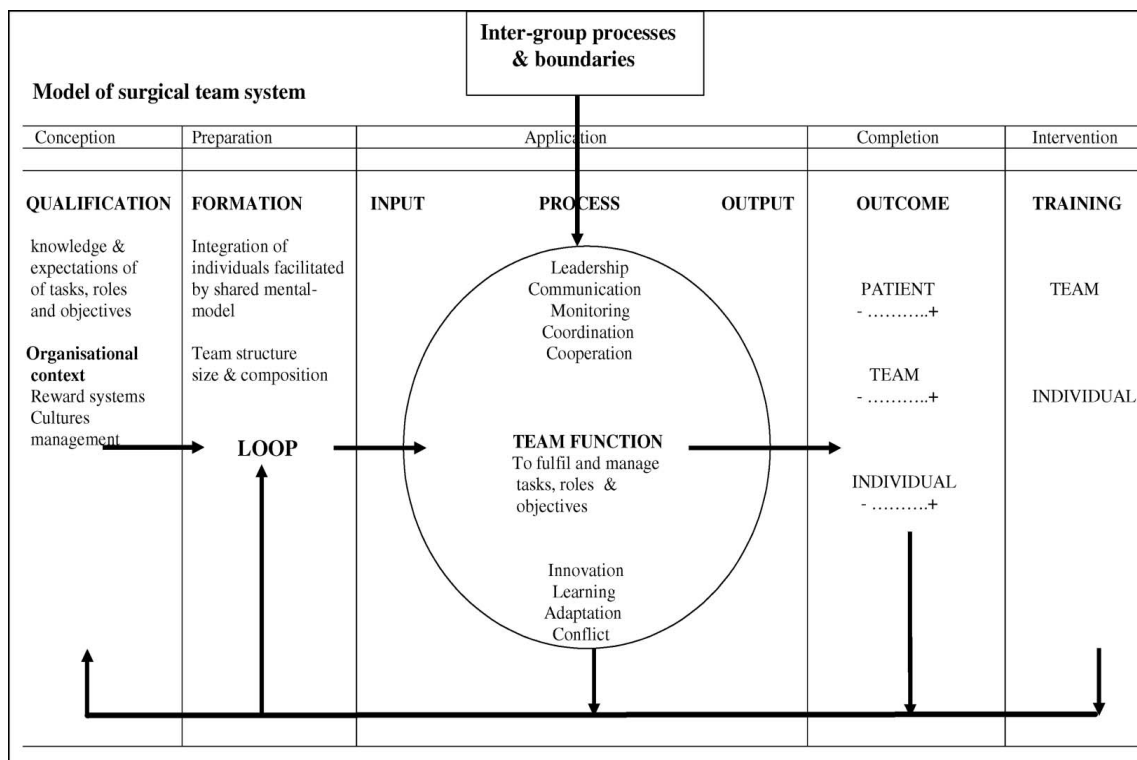 Inter-group processes
& boundaries
Model of surgical team system
Conception
Preparation
Application
Completion
Intervention
QUALIFICATION
knowledge &
expectations of
of tasks, roles
and objectives
Organisational
context
Reward systems
Cultures
management
FORMATION
Integration of
individuals facilitated
by shared mental-
model
Team structure
size & composition
LOOP
INPUT
PROCESS
OUTPUT
Leadership
Communication
Monitoring
Coordination
Cooperation
TEAM FUNCTION
To fulfil and manage
tasks, roles &
objectives
Innovation
Learning
Adaptation
Conflict
OUTCOME
PATIENT
- ………..+
TEAM
- ………..+
INDIVIDUAL
- ………..+
TRAINING
TEAM
INDIVIDUAL